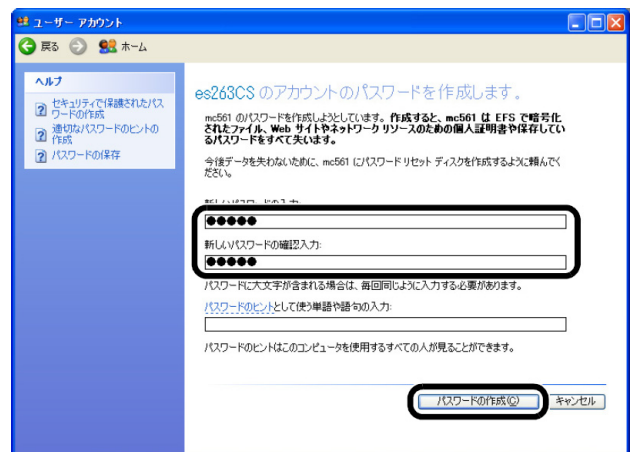 ユーザー アカウント
戻る ホーム
ヘルプ
セキュリティで保護されたパス
ワードの作成
適切なパスワードのヒントの
作成
パスワードの保存
es263CS のアカウントのパスワードを作成します。
mc561 のパスワードを作成しようとしています。作成すると、mc561 は EFS で暗号化
されたファイル、Web サイトやネットワーク リソースのための個人証明書や保存してい
るパスワードをすべて失います。
今後データを失わないために、mc561 にパスワード リセット ディスクを作成するように頼んでく
ださい。
新しいパスワードの入力:
●●●●●
新しいパスワードの確認入力:
●●●●●
パスワードに大文字が含まれる場合は、毎回同じように入力する必要があります。
パスワードのヒントとして使う単語や語句の入力:
パスワードのヒントはこのコンピュータを使用するすべての人が見ることができます。
パスワードの作成(C) キャンセル